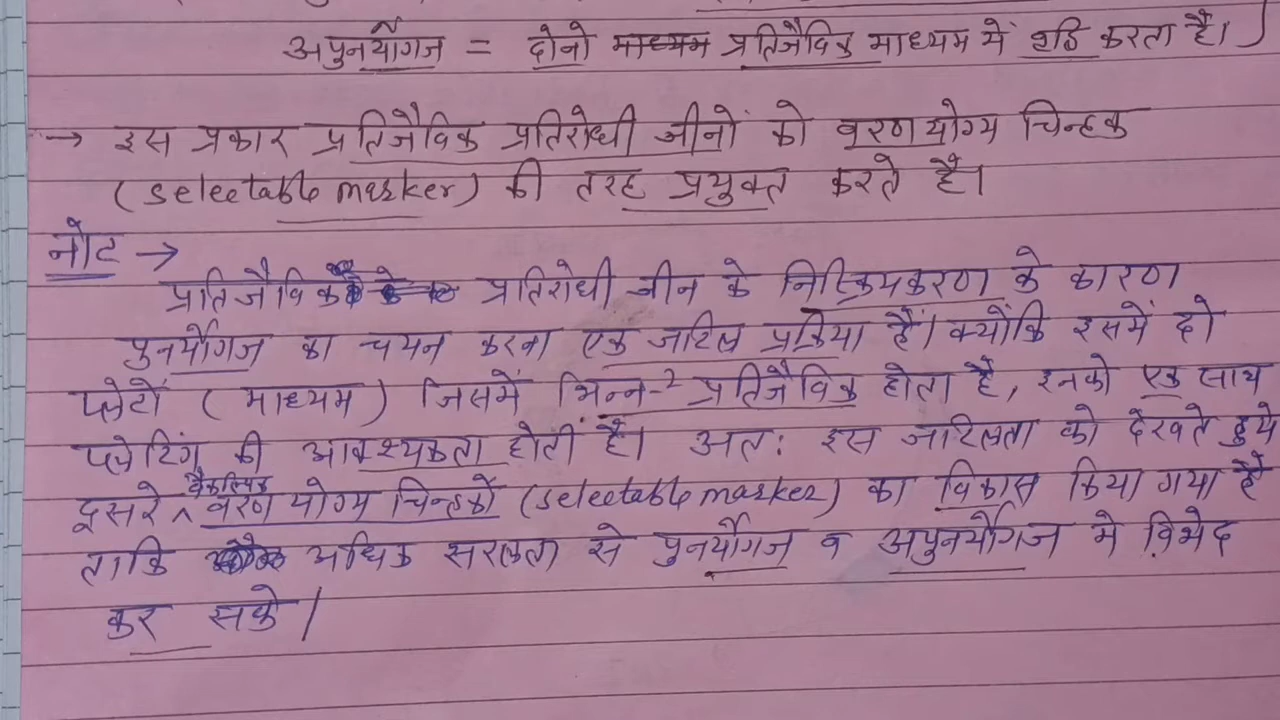 अपुनर्योगज = दोनो माध्यम प्रतिजैविक माध्यम में वृद्धि करता है।)
→ इस प्रकार प्रतिजैविक प्रतिरोधी जीनों को वरण योग्य चिन्हक
(selectable marker) की तरह प्रयुक्त करते है।
नोट →
प्रतिजैविक प्रतिरोधी जीन के निष्क्रियकरण के कारण
पुनर्योगज का चयन करना एक जटिल प्रक्रिया है। क्योंकि इसमें दो
प्लेटों (माध्यम) जिसमें भिन्न-2 प्रतिजैविक होता है, इनको एक साथ
प्लेटिंग की आवश्यकता होती है। अत: इस जटिलता को देखते हुये
दूसरे ^ वैकल्पिक वरण योग्य चिन्हकों (selectable marker) का विकास किया गया है
ताकि अधिक सरलता से पुनर्योगज व अपुनर्योगज मे विभेद
कर सके।